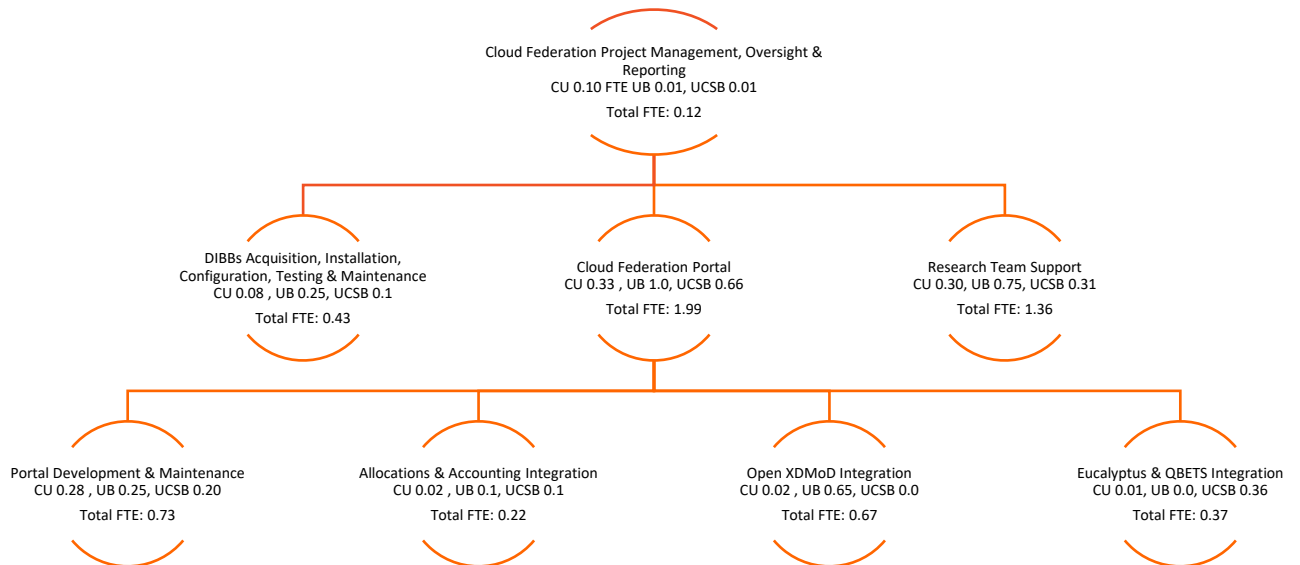 Cloud Federation Project Management, Oversight &
Reporting
CU 0.10 FTE UB 0.01, UCSB 0.01
Total FTE: 0.12
DIBBs Acquisition, Installation,
Configuration, Testing & Maintenance
CU 0.08 , UB 0.25, UCSB 0.1
Total FTE: 0.43
Cloud Federation Portal
CU 0.33 , UB 1.0, UCSB 0.66
Total FTE: 1.99
Research Team Support
CU 0.30, UB 0.75, UCSB 0.31
Total FTE: 1.36
Portal Development & Maintenance
CU 0.28 , UB 0.25, UCSB 0.20
Total FTE: 0.73
Allocations & Accounting Integration
CU 0.02 , UB 0.1, UCSB 0.1
Total FTE: 0.22
Open XDMoD Integration
CU 0.02 , UB 0.65, UCSB 0.0
Total FTE: 0.67
Eucalyptus & QBETS Integration
CU 0.01, UB 0.0, UCSB 0.36
Total FTE: 0.37